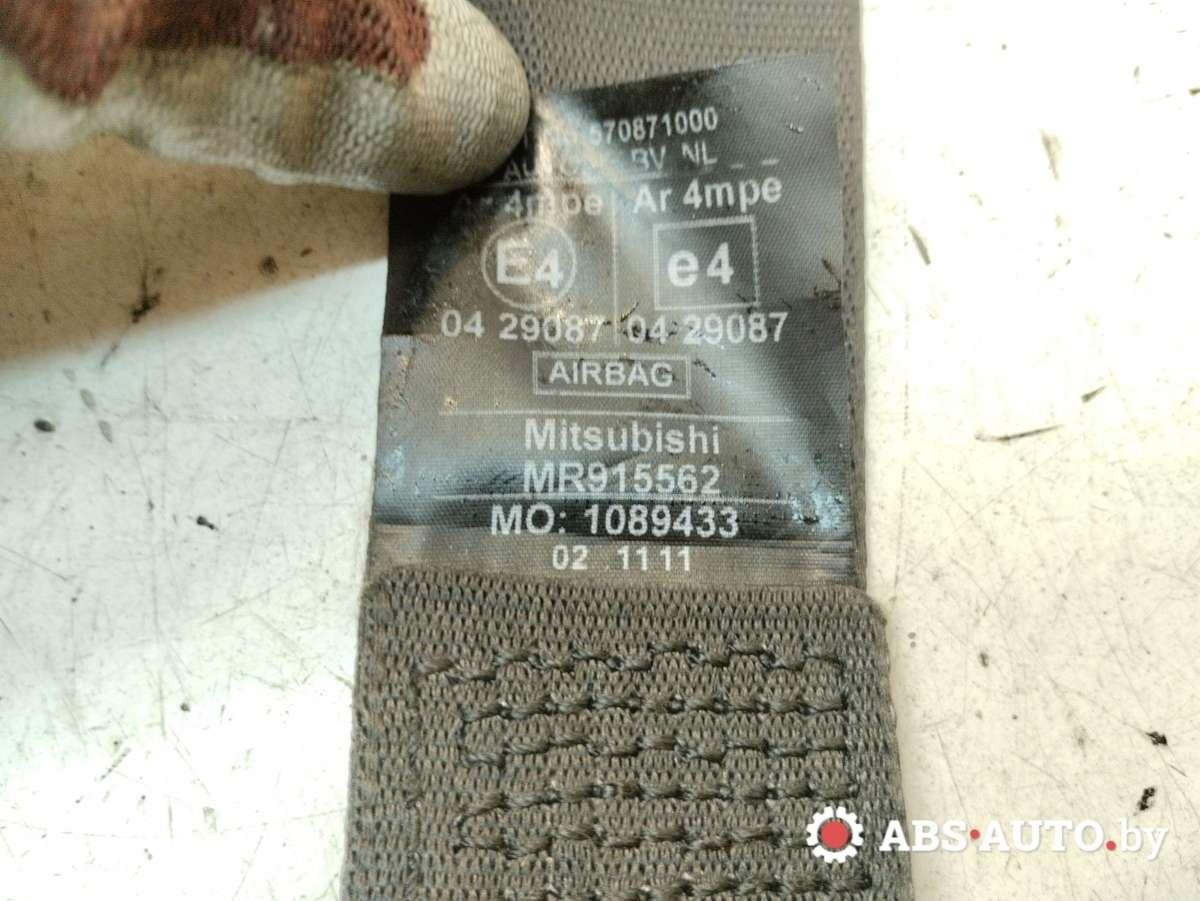 570871000
BV NL _ _
Ar 4mpe Ar 4mpe
E4 e4
04 29087 04 29087
AIRBAG
Mitsubishi
MR915562
MO: 1089433
02 1111
ABS-AUTO.by